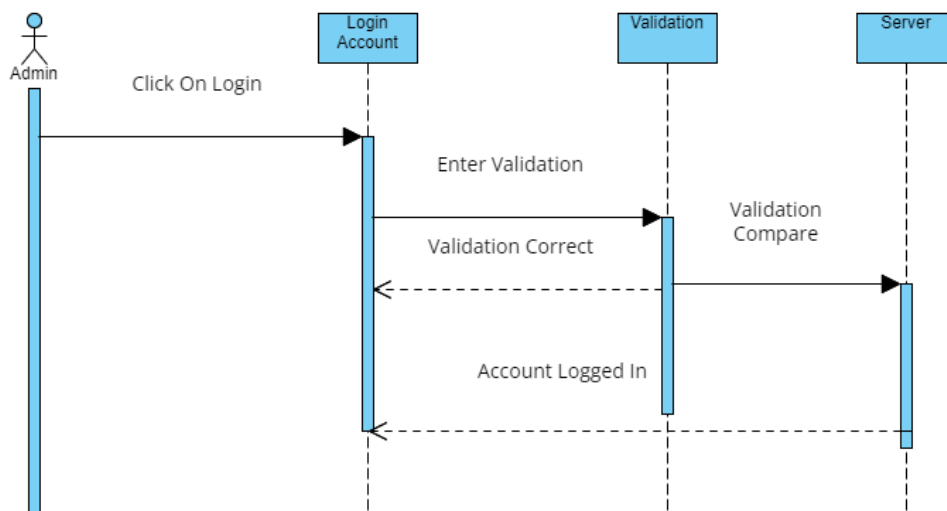 Login
Account
Validation
Server
Admin
Click On Login
Enter Validation
Validation
Compare
Validation Correct
Account Logged In